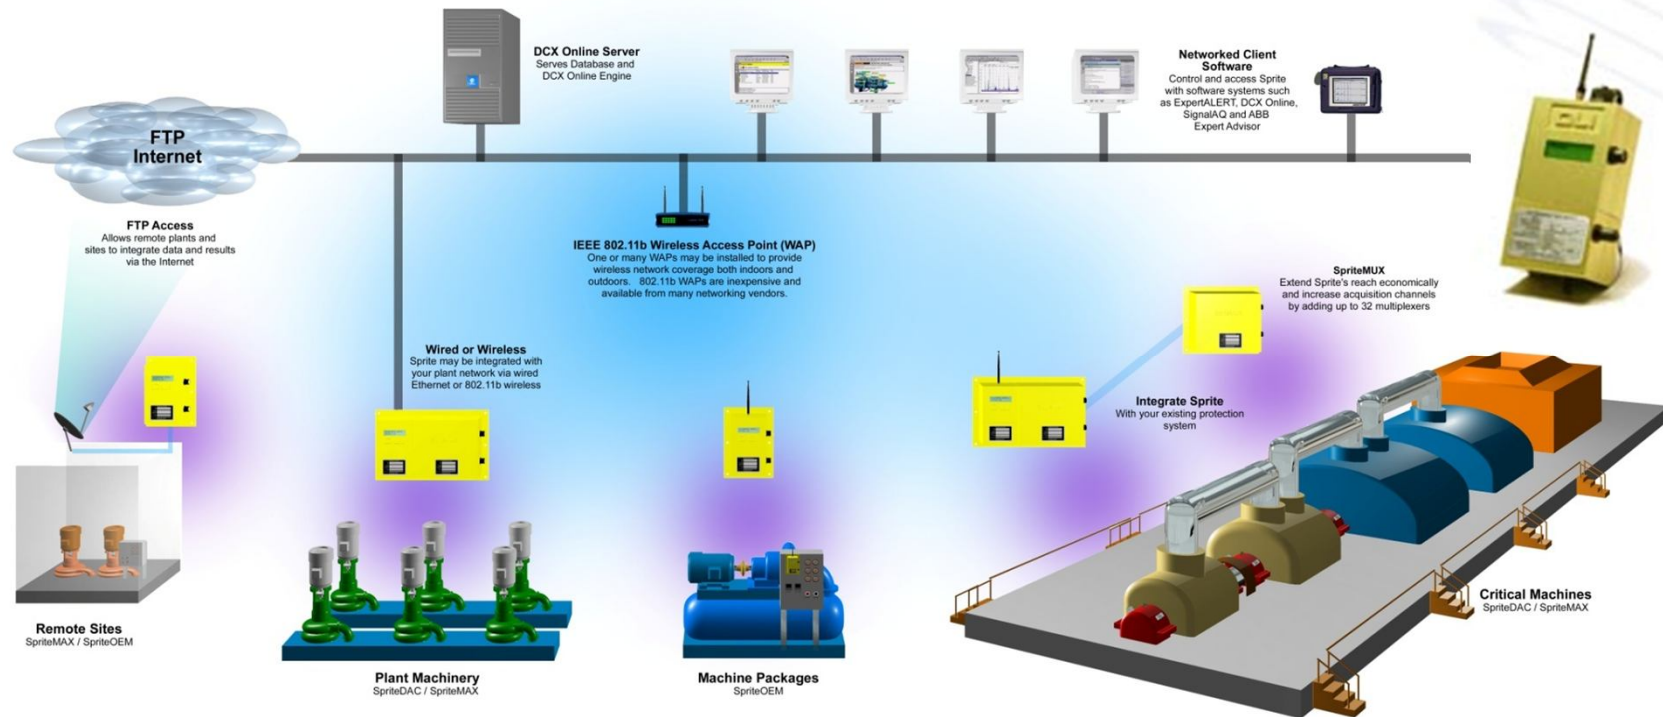 DCX Online Server
Serves Database and
DCX Online Engine
Networked Client
Software
Control and access Sprite
with software systems such
as ExpertALERT, DCX Online,
SignalAQ and ABB
Expert Advisor
DLI
FTP
Internet
FTP Access
Allows remote plants and
sites to integrate data and results
via the Internet
IEEE 802.11b Wireless Access Point (WAP)
One or many WAPs may be installed to provide
wireless network coverage both indoors and
outdoors. 802.11b WAPs are inexpensive and
available from many networking vendors.
SpriteMUX
Extend Sprite's reach economically
and increase acquisition channels
by adding up to 32 multiplexers
Wired or Wireless
Sprite may be integrated with
your plant network via wired
Ethernet or 802.11b wireless
Integrate Sprite
With your existing protection
system
Remote Sites
SpriteMAX / SpriteOEM
Plant Machinery
SpriteDAC / SpriteMAX
Machine Packages
SpriteOEM
Critical Machines
SpriteDAC / SpriteMAX